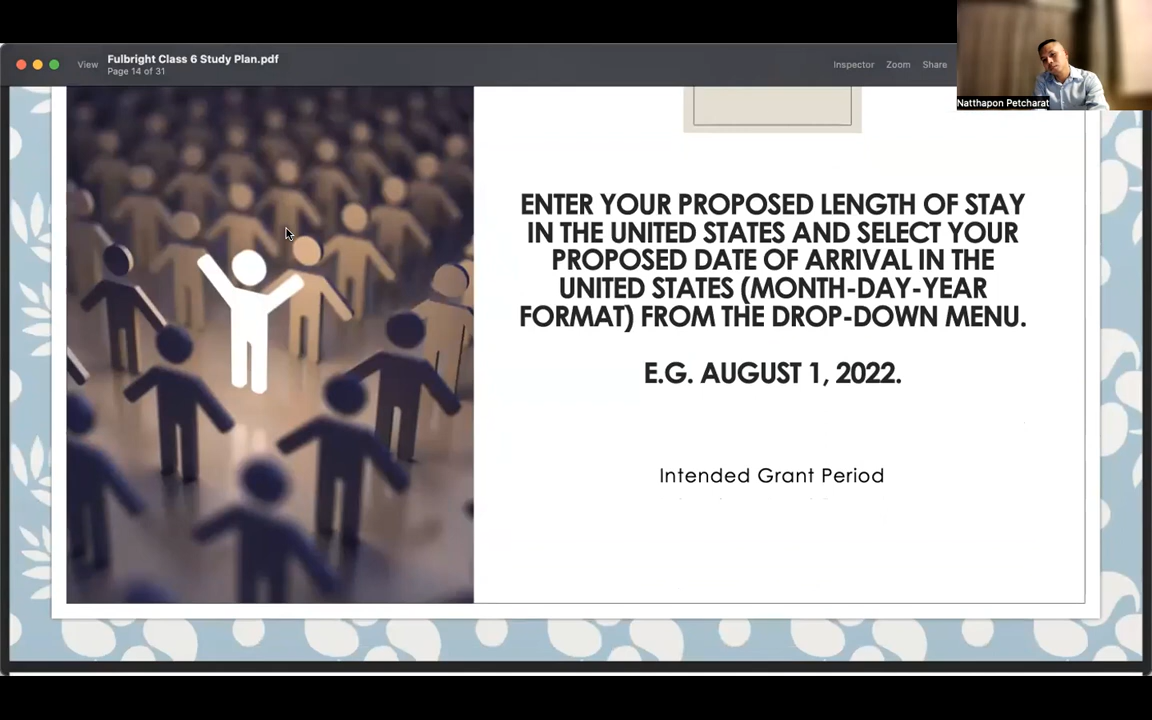 Fulbright Class 6 Study Plan.pdf
View
Page 14 of 31
Inspector
Zoom
Share
Natthapon Petcharat
ENTER YOUR PROPOSED LENGTH OF STAY
IN THE UNITED STATES AND SELECT YOUR
PROPOSED DATE OF ARRIVAL IN THE
UNITED STATES (MONTH-DAY-YEAR
FORMAT) FROM THE DROP-DOWN MENU.
E.G. AUGUST 1, 2022.
Intended Grant Period